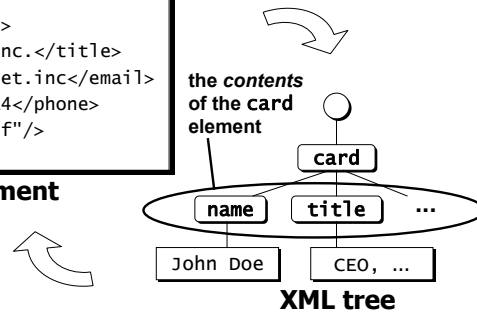 >
nc.</title>
et.inc</email>
4</phone>
f"/>
ment
the contents
of the card
element
card
name title ...
John Doe CEO, ...
XML tree